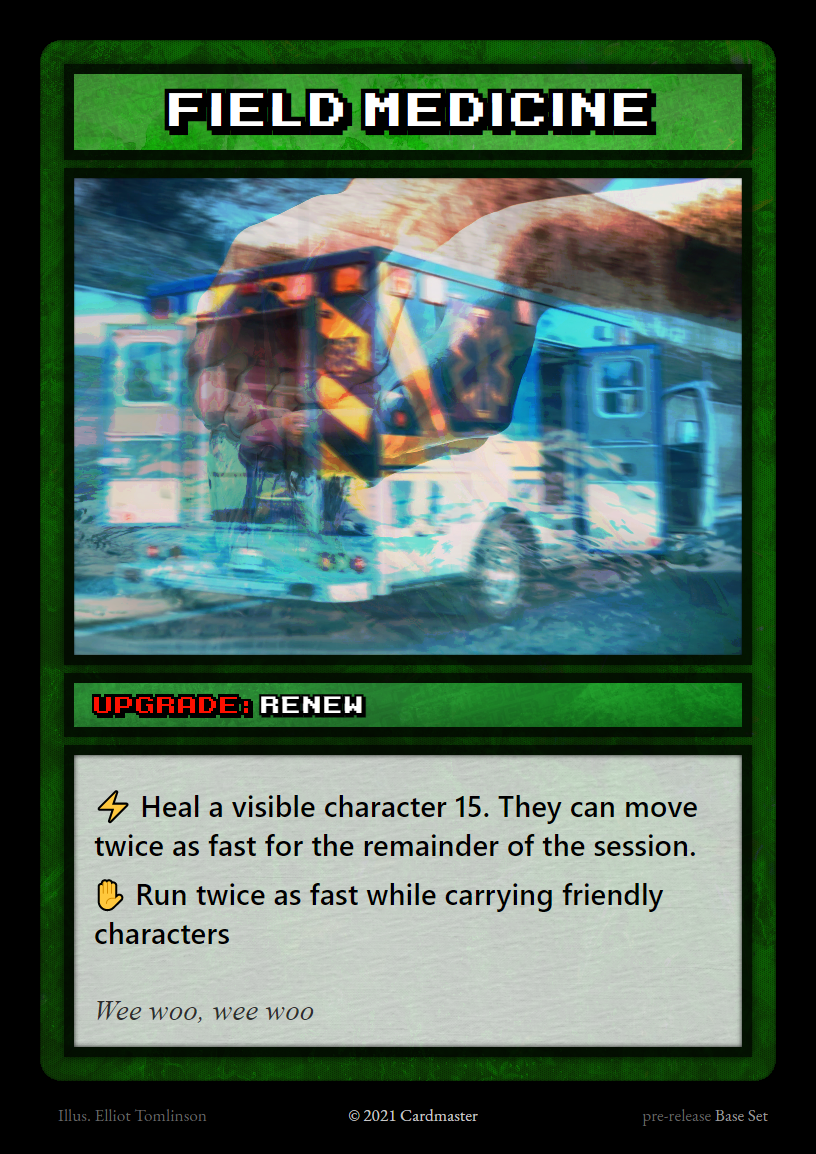 FIELD MEDICINE
UPGRADE: RENEW
⚡ Heal a visible character 15. They can move
twice as fast for the remainder of the session.
✋ Run twice as fast while carrying friendly
characters
Wee woo, wee woo
Illus. Elliot Tomlinson © 2021 Cardmaster pre-release Base Set